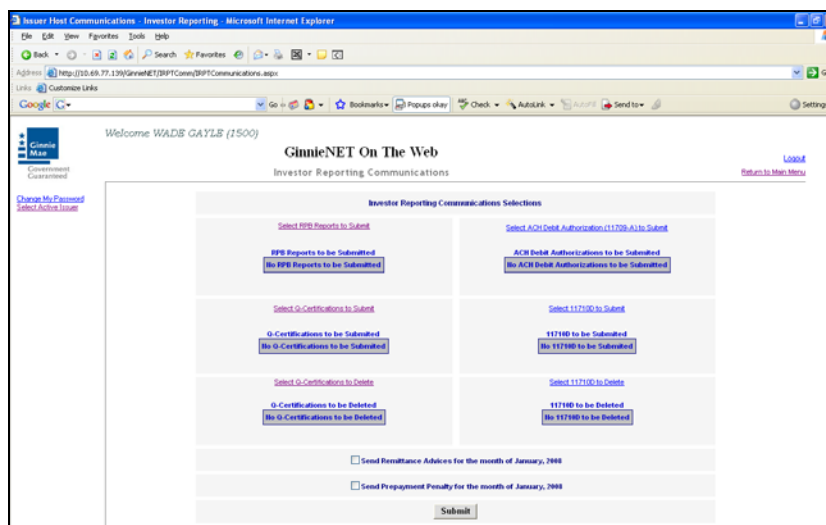 Issuer Host Communications - Investor Reporting - Microsoft Internet Explorer
File Edit View Favorites Tools Help
Back Search Favorites
Address http://10.69.77.139/GinnieNET/IRPTComm/IRPTCommunications.aspx
Links Customize Links
Google G Go Bookmarks Popups okay Check AutoLink AutoFill Send to Setting
Ginnie Mae
Government Guaranteed
Welcome WADE GAYLE (1500)
GinnieNET On The Web
Investor Reporting Communications
Logout
Return to Main Menu
Change My Password
Select Active Issuer
Investor Reporting Communications Selections
Select RPB Reports to Submit
Select ACH Debit Authorization (11709-A) to Submit
RPB Reports to be Submitted
ACH Debit Authorizations to be Submited
No RPB Reports to be Submitted
No ACH Debit Authorizations to be Submitted
Select Q-Certifications to Submit
Select 11710D to Submit
Q-Certifications to be Submited
11710D to be Submited
No Q-Certifications to be Submited
No 11710D to be Submited
Select Q-Certifications to Delete
Select 11710D to Delete
Q-Certifications to be Deleted
11710D to be Deleted
No Q-Certifications to be Deleted
No 11710D to be Deleted
Send Remittance Advices for the month of January, 2008
Send Prepayment Penalty for the month of January, 2008
Submit